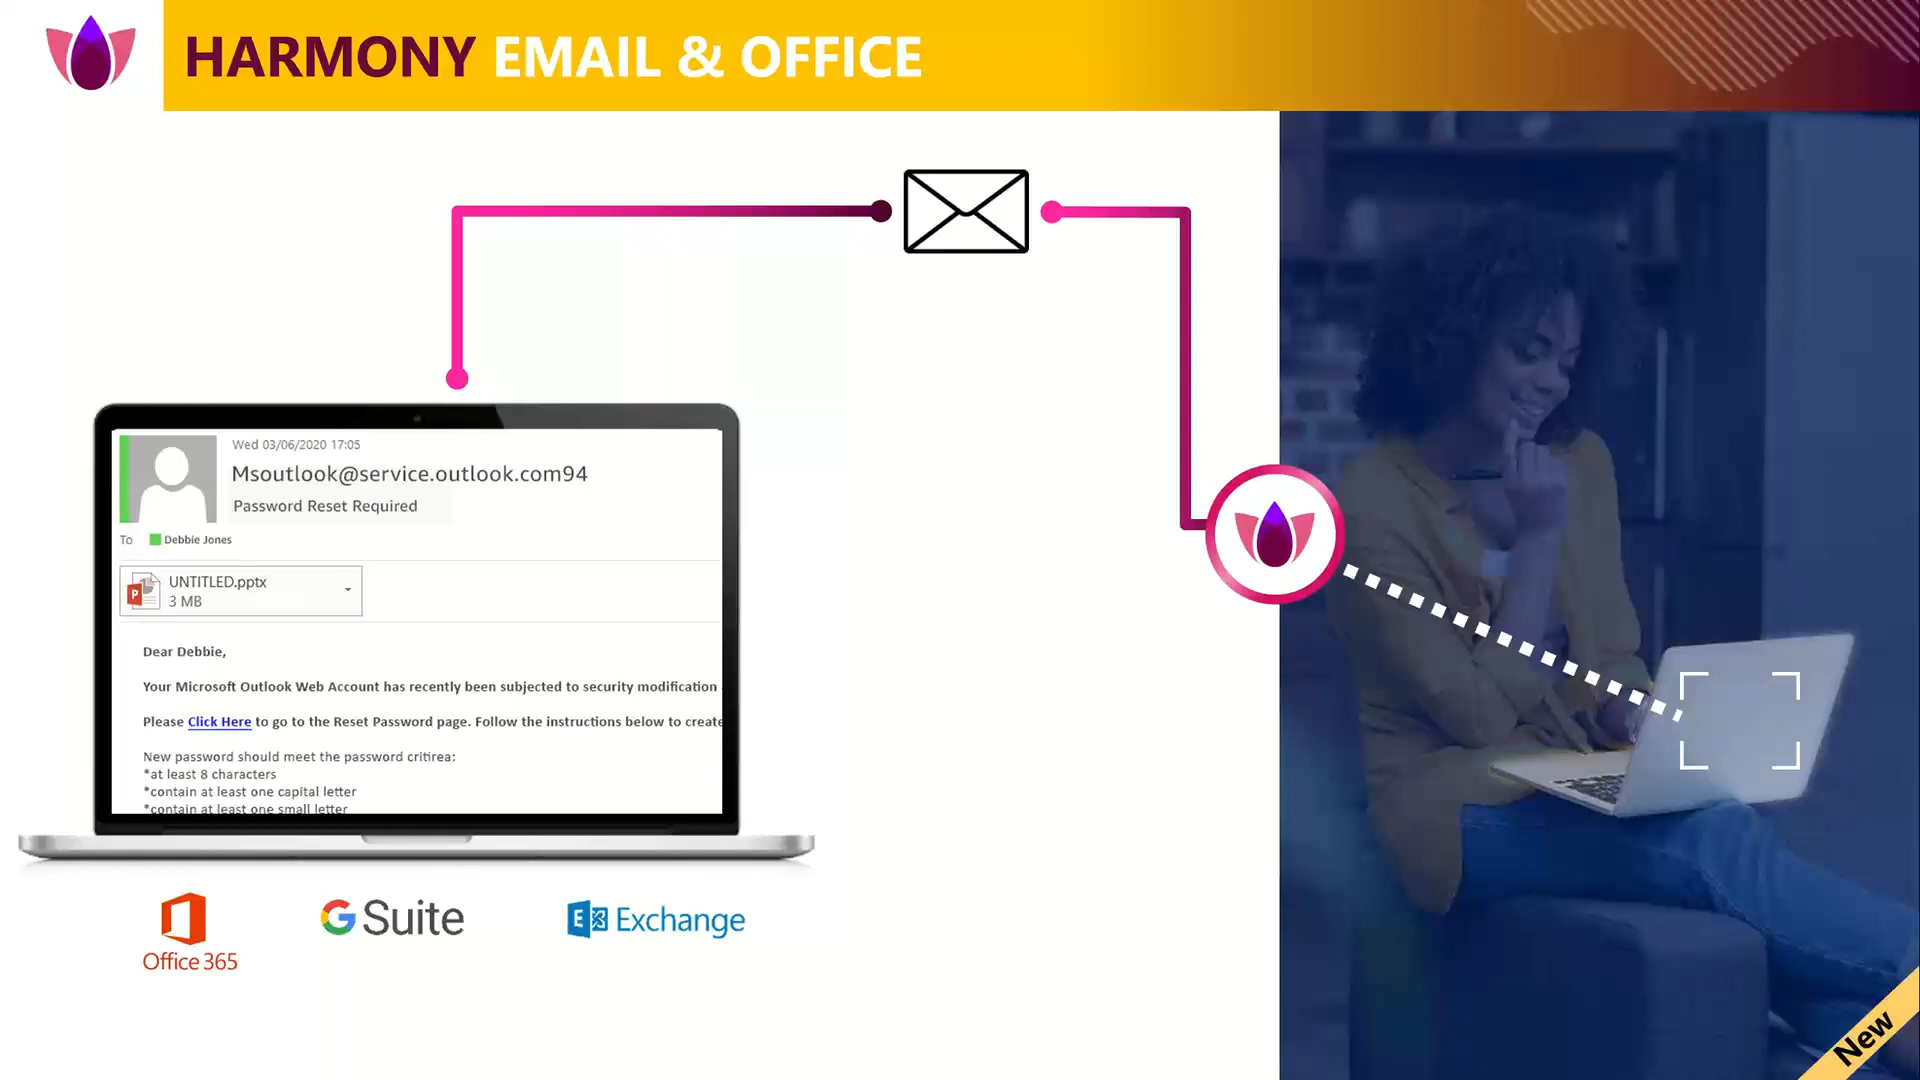 HARMONY EMAIL & OFFICE
Wed 03/06/2020 17:05
Msoutlook@service.outlook.com94
Password Reset Required
To Debbie Jones
UNTITLED.pptx
3 MB
Dear Debbie,
Your Microsoft Outlook Web Account has recently been subjected to security modification
Please Click Here to go to the Reset Password page. Follow the instructions below to create
New password should meet the password critirea:
*at least 8 characters
*contain at least one capital letter
*contain at least one small letter
Office 365
G Suite
E Exchange
New